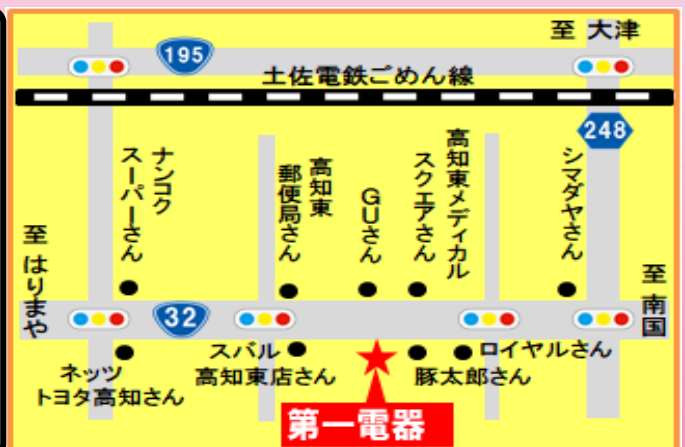 至 大津
195
土佐電鉄ごめん線
248
ナンコク
スーパーさん
高知東
郵便局さん
GUさん
高知東メディカル
スクエアさん
シマダヤさん
至 はりまや
至 南国
32
ネッツ
トヨタ高知さん
スバル
高知東店さん
豚太郎さん
ロイヤルさん
第一電器